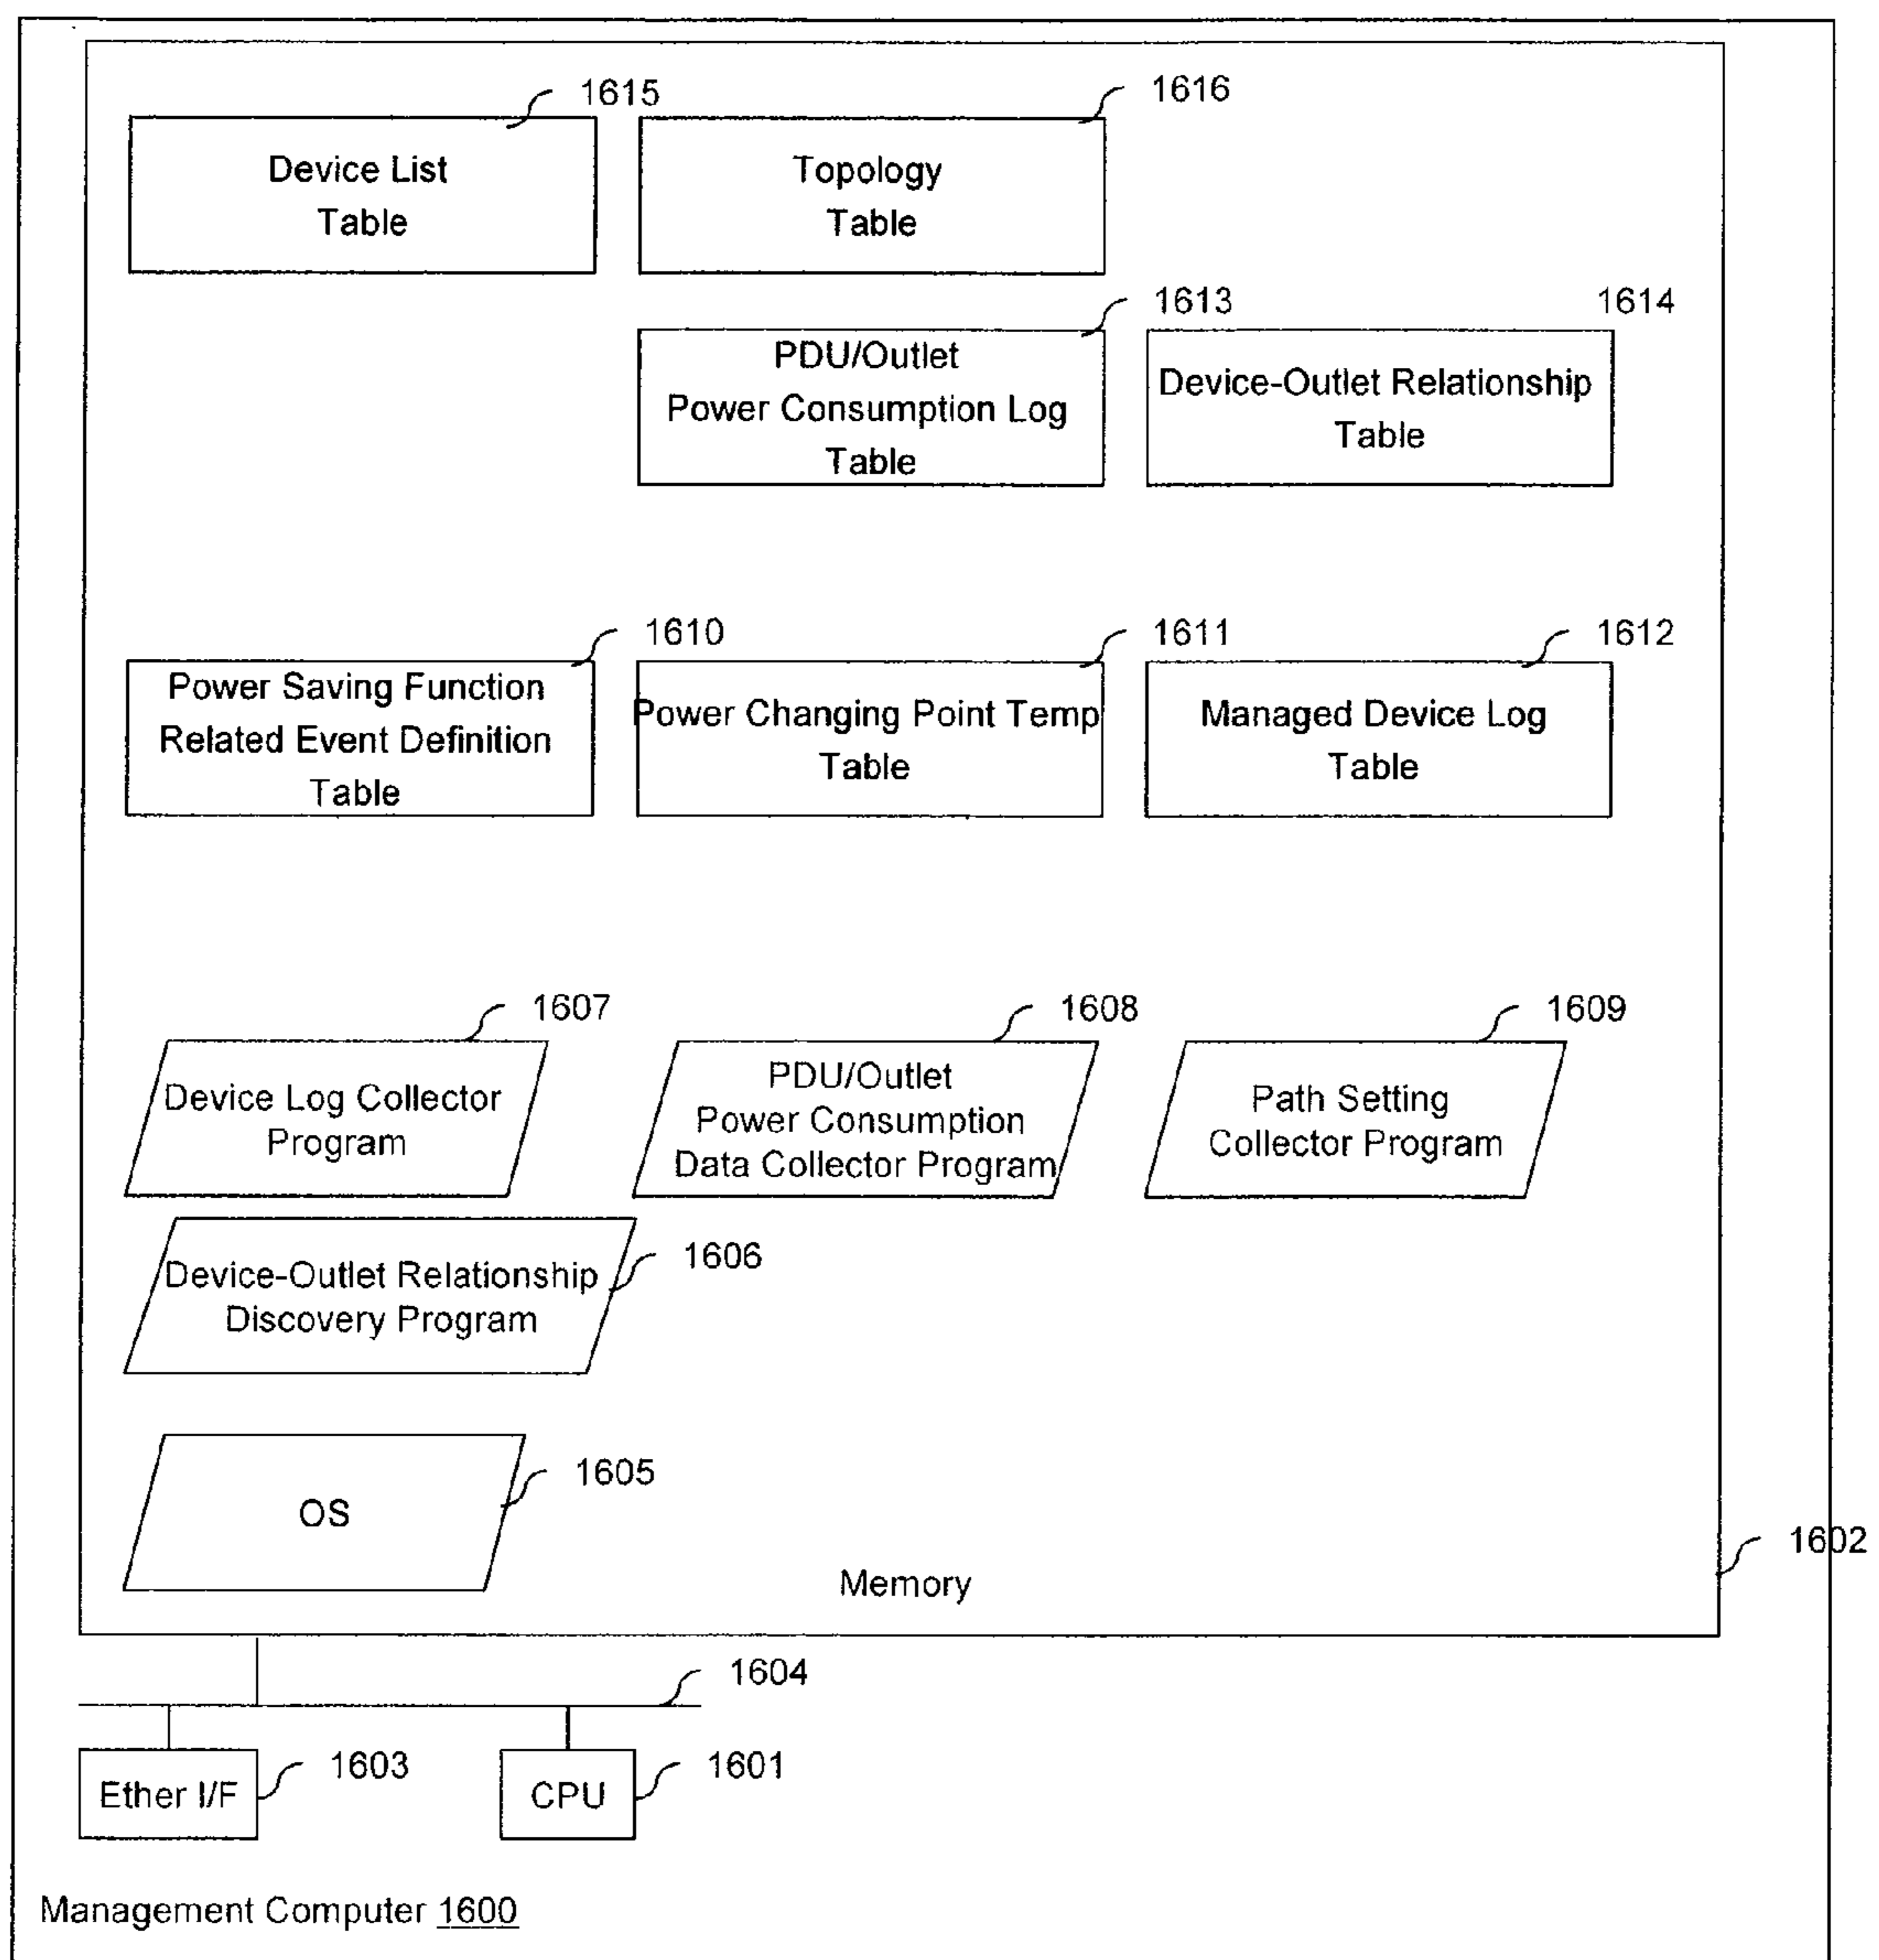 1615
1616
Device List
Table
Topology
Table
1613
1614
PDU/Outlet
Power Consumption Log
Table
Device-Outlet Relationship
Table
1610
1611
1612
Power Saving Function
Related Event Definition
Table
Power Changing Point Temp
Table
Managed Device Log
Table
1607
1608
1609
Device Log Collector
Program
PDU/Outlet
Power Consumption
Data Collector Program
Path Setting
Collector Program
1606
Device-Outlet Relationship
Discovery Program
1605
OS
1602
Memory
1604
Ether I/F
1603
CPU
1601
Management Computer 1600